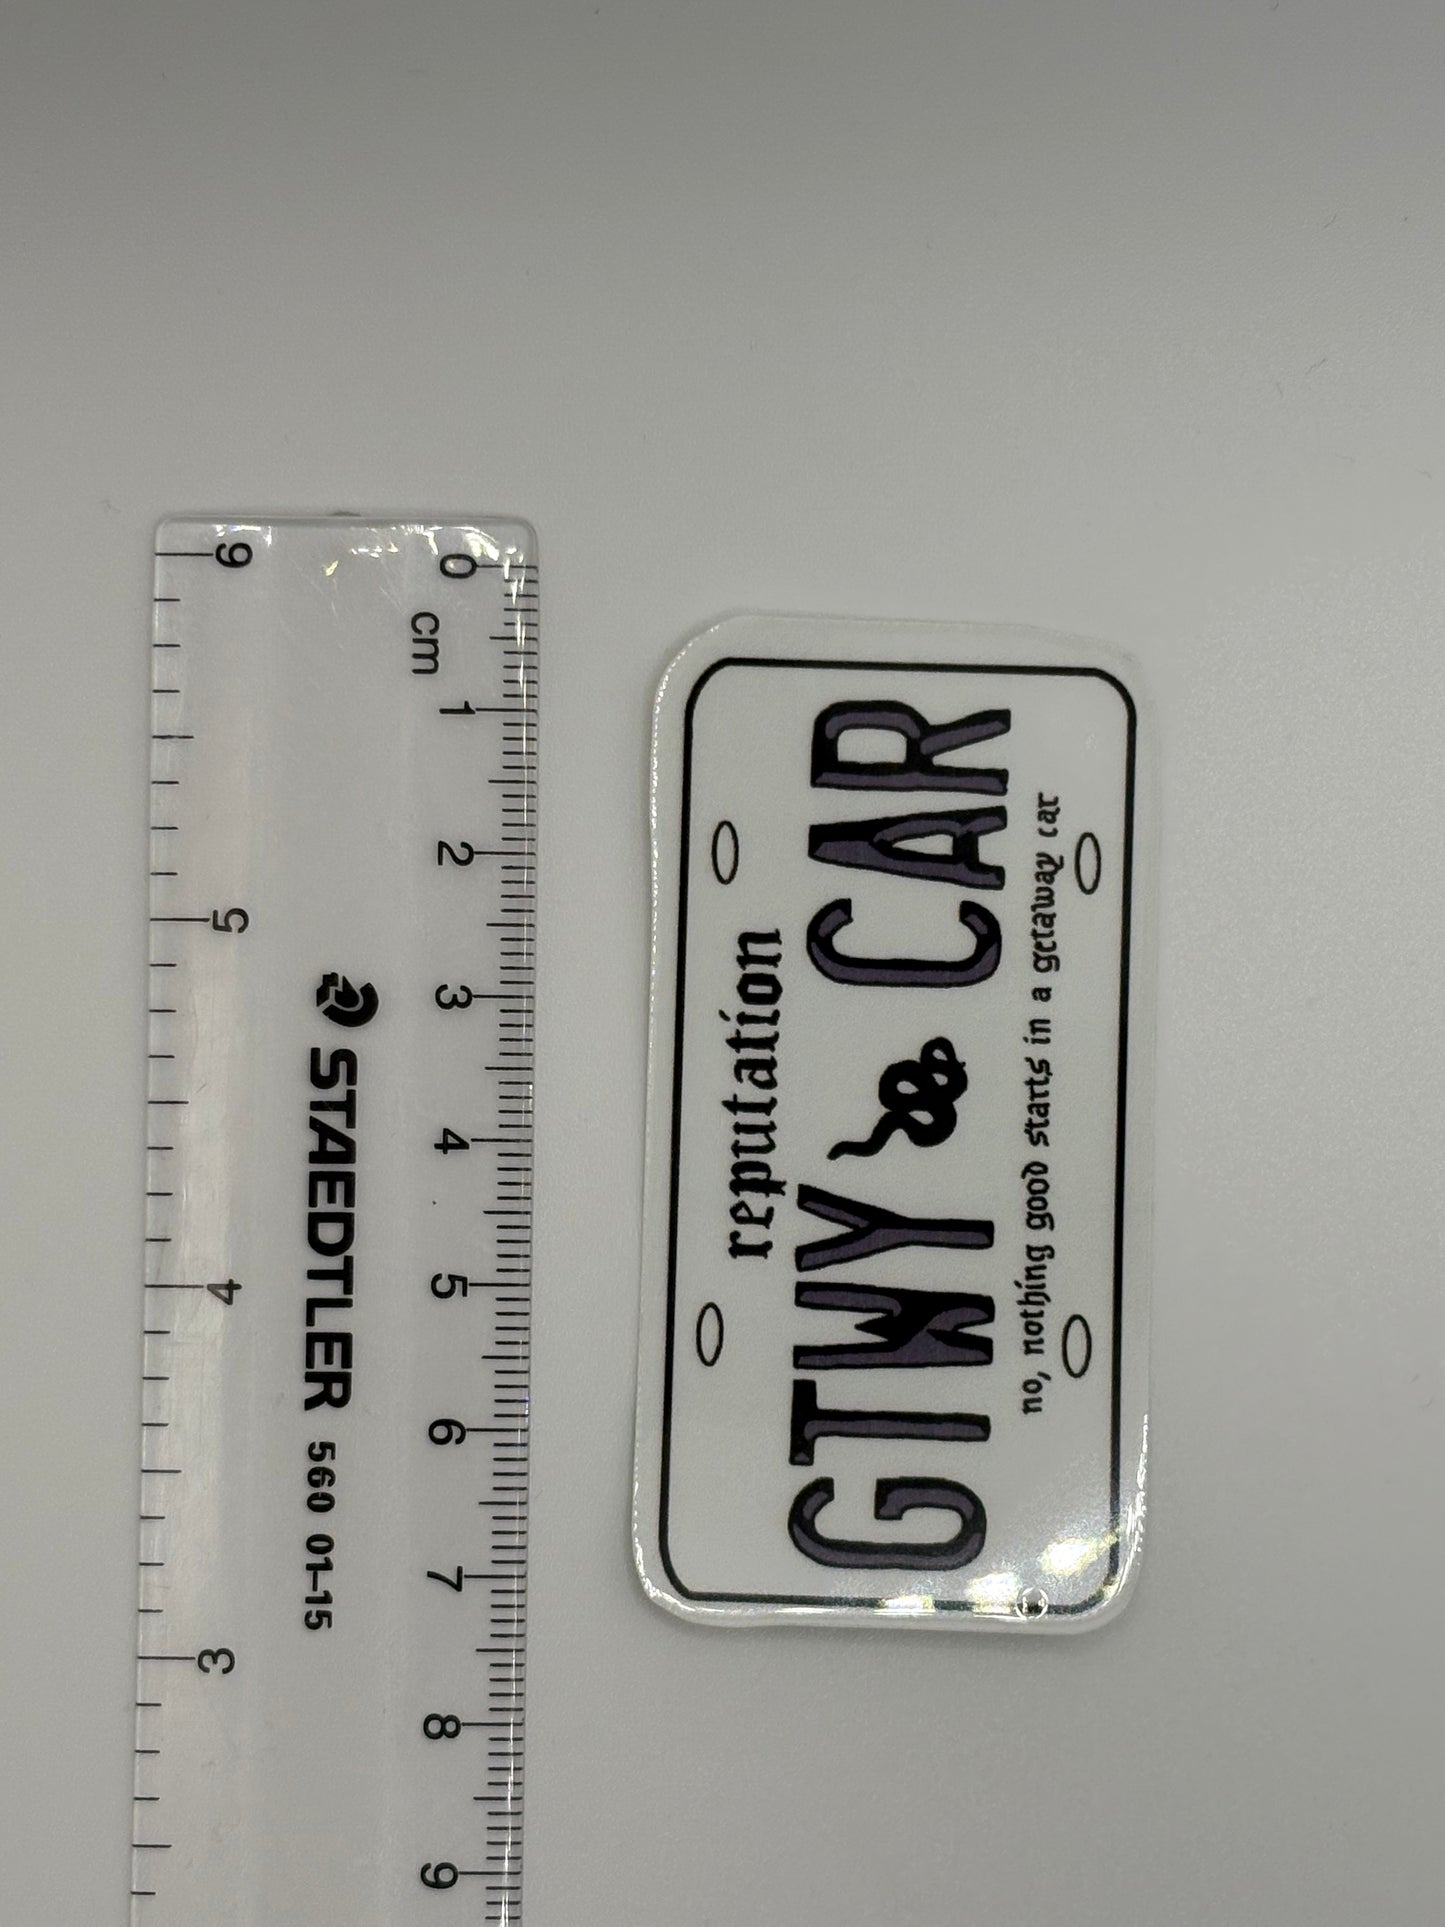 reputation
GTWY CAR
no, nothing good starts in a getaway car
0 1 2 3 4 5 6 7 8 9
cm
STAEDTLER 560 01-15
6 5 4 3